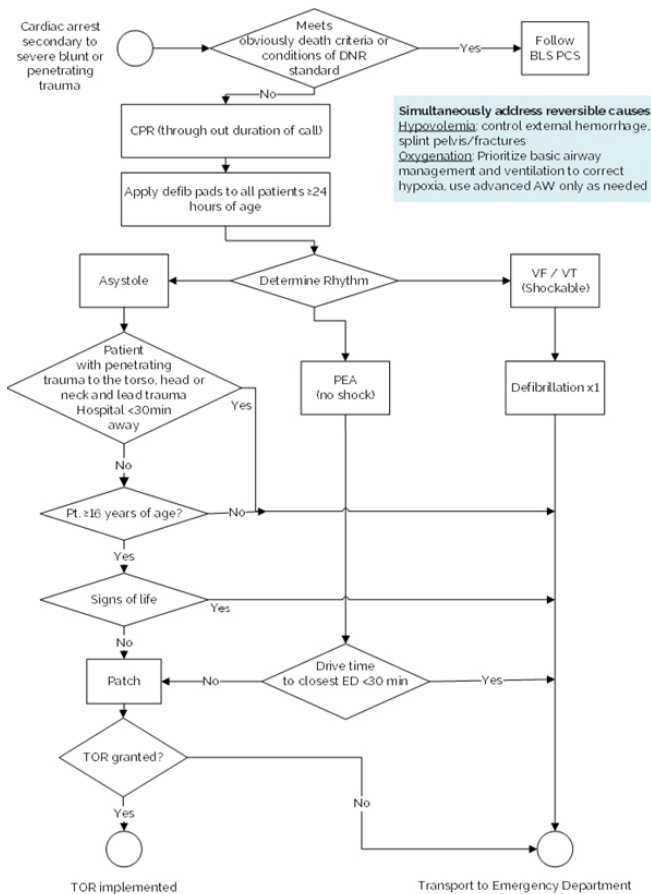 Cardiac arrest
secondary to
severe blunt or
penetrating
trauma
Meets
obviously death criteria or
conditions of DNR
standard
Yes
Follow
BLS PCS
No
CPR (through out duration of call)
Simultaneously address reversible causes
Hypovolemia: control external hemorrhage,
splint pelvis/fractures
Oxygenation: Prioritize basic airway
management and ventilation to correct
hypoxia, use advanced AW only as needed
Apply defib pads to all patients ≥24
hours of age
Asystole
Determine Rhythm
VF / VT
(Shockable)
Patient
with penetrating
trauma to the torso, head or
neck and lead trauma
Hospital <30min
away
Yes
PEA
(no shock)
Defibrillation x1
No
Pt. ≥16 years of age?
No
Yes
Signs of life
Yes
No
Patch
No
Drive time
to closest ED <30 min
Yes
TOR granted?
No
Yes
TOR implemented
Transport to Emergency Department